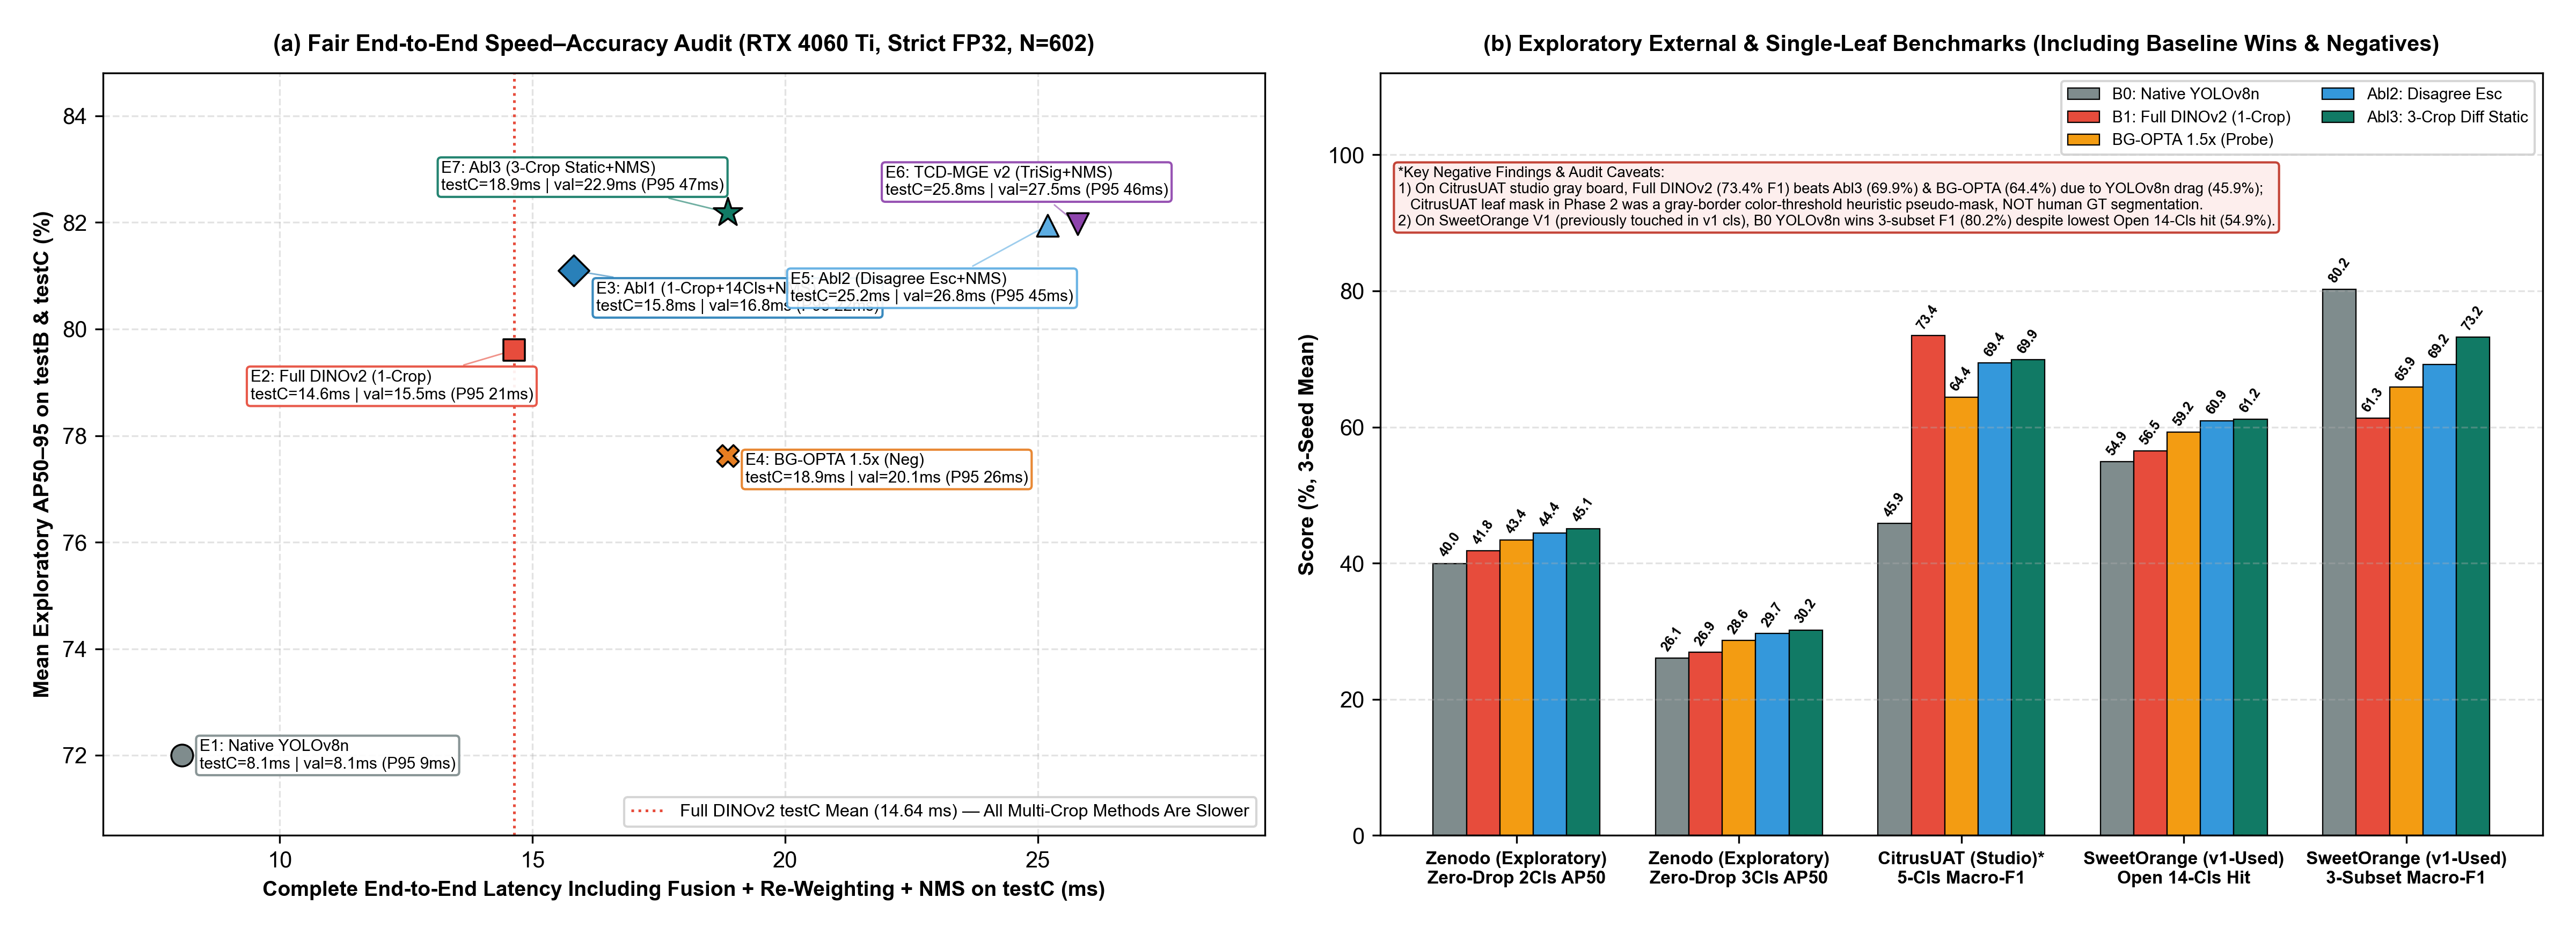 (a) Fair End-to-End Speed–Accuracy Audit (RTX 4060 Ti, Strict FP32, N=602)
Mean Exploratory AP50–95 on testB & testC (%)
84
82
80
78
76
74
72
E7: Abl3 (3-Crop Static+NMS)
testC=18.9ms | val=22.9ms (P95 47ms)
E6: TCD-MGE v2 (TriSig+NMS)
testC=25.8ms | val=27.5ms (P95 46ms)
E3: Abl1 (1-Crop+14Cls+
testC=15.8ms | val=16.8ms
E5: Abl2 (Disagree Esc+NMS)
testC=25.2ms | val=26.8ms (P95 45ms)
E2: Full DINOv2 (1-Crop)
testC=14.6ms | val=15.5ms (P95 21ms)
E4: BG-OPTA 1.5x (Neg)
testC=18.9ms | val=20.1ms (P95 26ms)
E1: Native YOLOv8n
testC=8.1ms | val=8.1ms (P95 9ms)
Full DINOv2 testC Mean (14.64 ms) — All Multi-Crop Methods Are Slower
10 15 20 25
Complete End-to-End Latency Including Fusion + Re-Weighting + NMS on testC (ms)
(b) Exploratory External & Single-Leaf Benchmarks (Including Baseline Wins & Negatives)
Score (%, 3-Seed Mean)
100
80
60
40
20
0
B0: Native YOLOv8n
B1: Full DINOv2 (1-Crop)
BG-OPTA 1.5x (Probe)
Abl2: Disagree Esc
Abl3: 3-Crop Diff Static
*Key Negative Findings & Audit Caveats:
1) On CitrusUAT studio gray board, Full DINOv2 (73.4% F1) beats Abl3 (69.9%) & BG-OPTA (64.4%) due to YOLOv8n drag (45.9%);
CitrusUAT leaf mask in Phase 2 was a gray-border color-threshold heuristic pseudo-mask, NOT human GT segmentation.
2) On SweetOrange V1 (previously touched in v1 cls), B0 YOLOv8n wins 3-subset F1 (80.2%) despite lowest Open 14-Cls hit (54.9%).
40.0 41.8 43.4 44.4 45.1
26.1 26.9 28.6 29.7 30.2
45.9 73.4 64.4 69.4 69.9
54.9 56.5 59.2 60.9 61.2
80.2 61.3 65.9 69.2 73.2
Zenodo (Exploratory)
Zero-Drop 2Cls AP50
Zenodo (Exploratory)
Zero-Drop 3Cls AP50
CitrusUAT (Studio)*
5-Cls Macro-F1
SweetOrange (v1-Used)
Open 14-Cls Hit
SweetOrange (v1-Used)
3-Subset Macro-F1